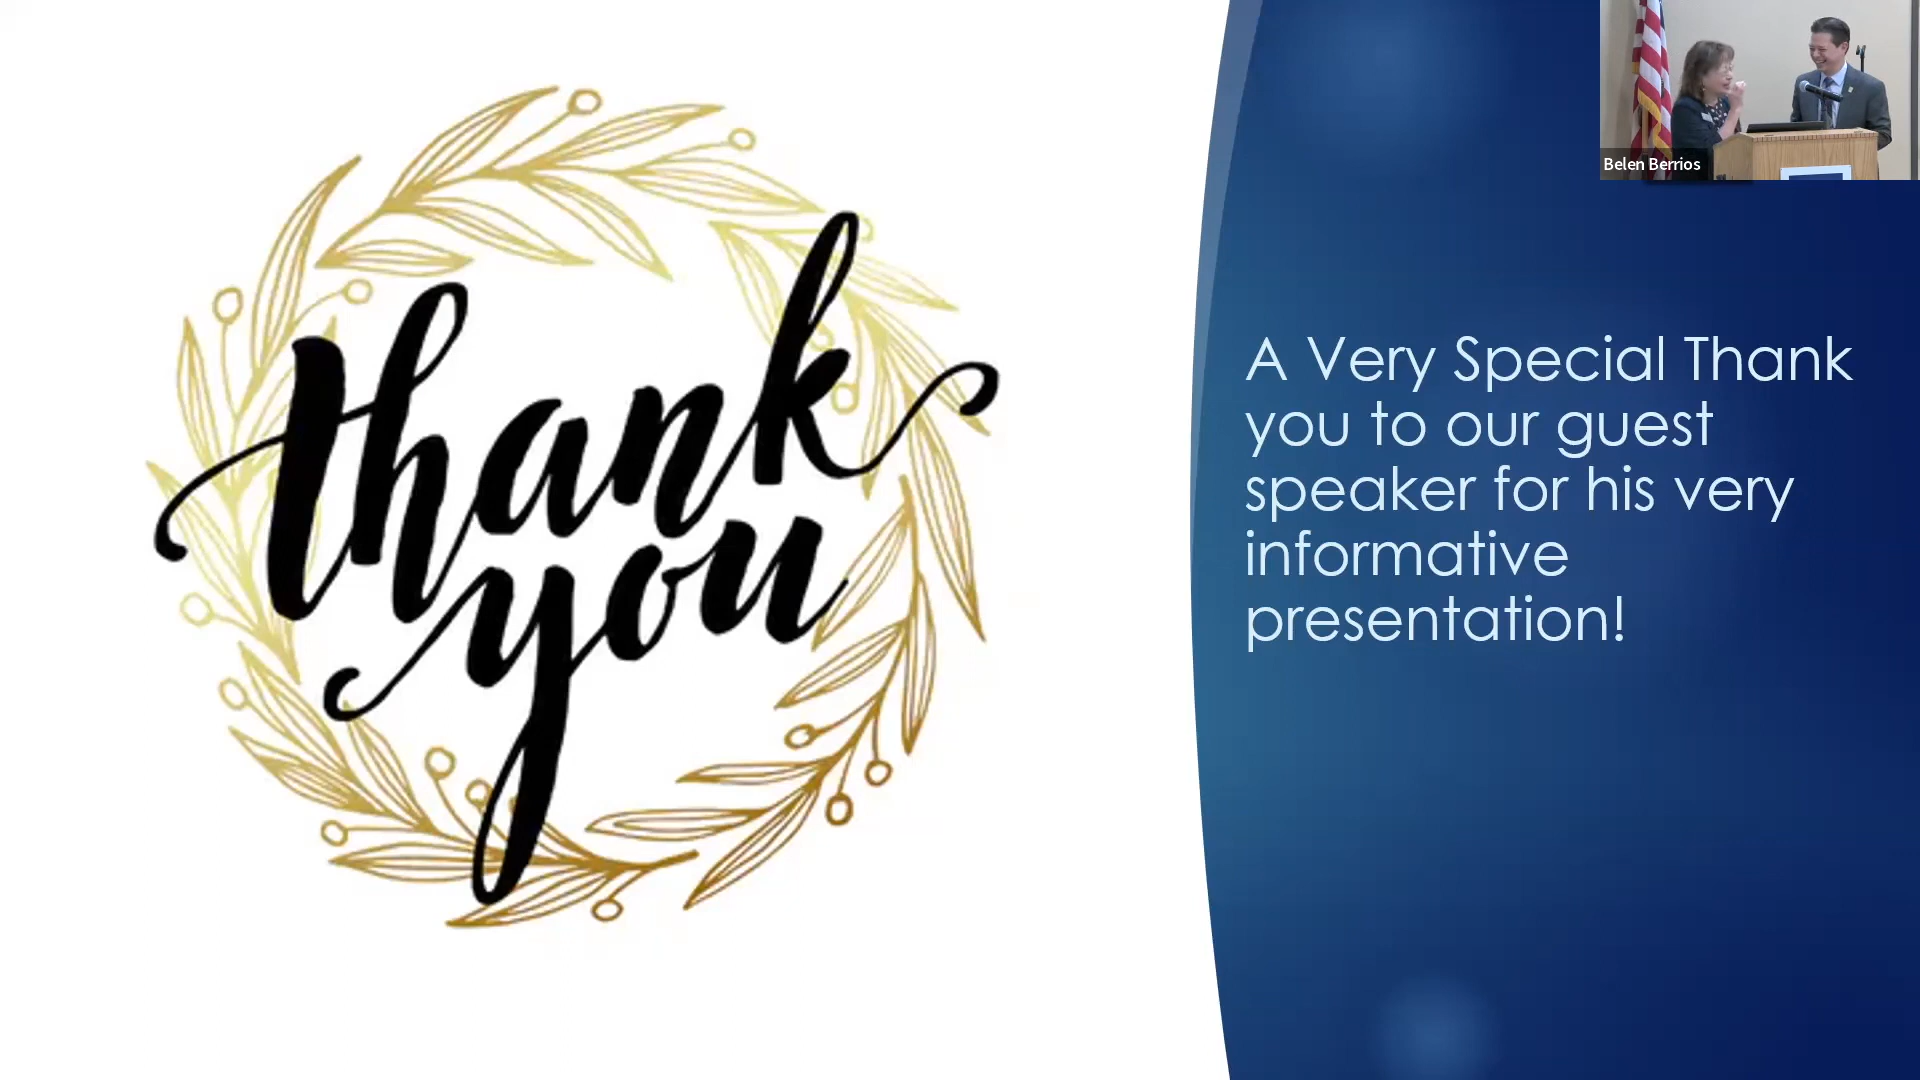 thank
you
A Very Special Thank
you to our guest
speaker for his very
informative
presentation!
Belen Berrios